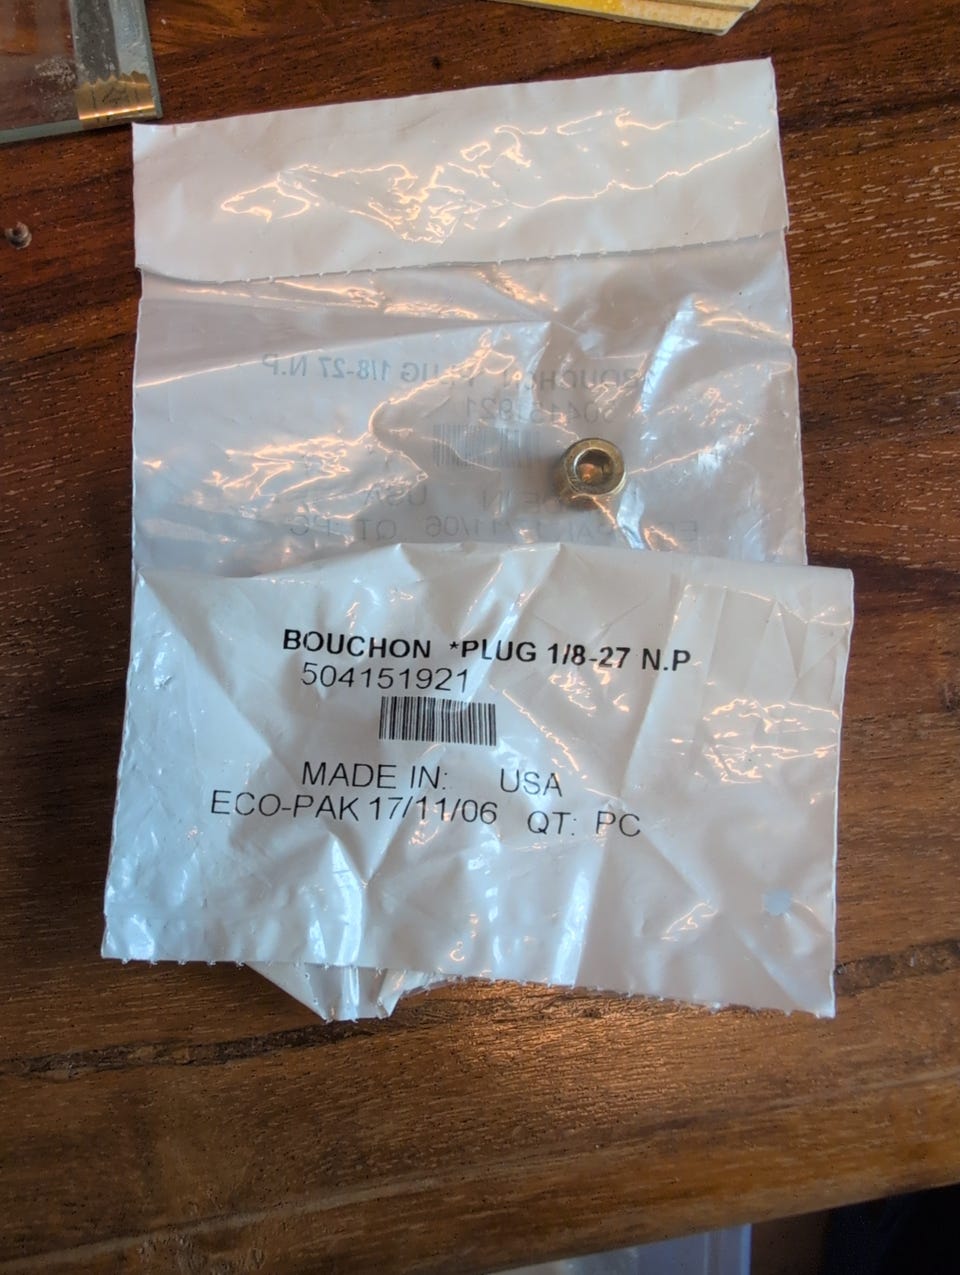 BOUCHON *PLUG 1/8-27 N.P
504151921
MADE IN: USA
ECO-PAK 17/11/06 QT: PC